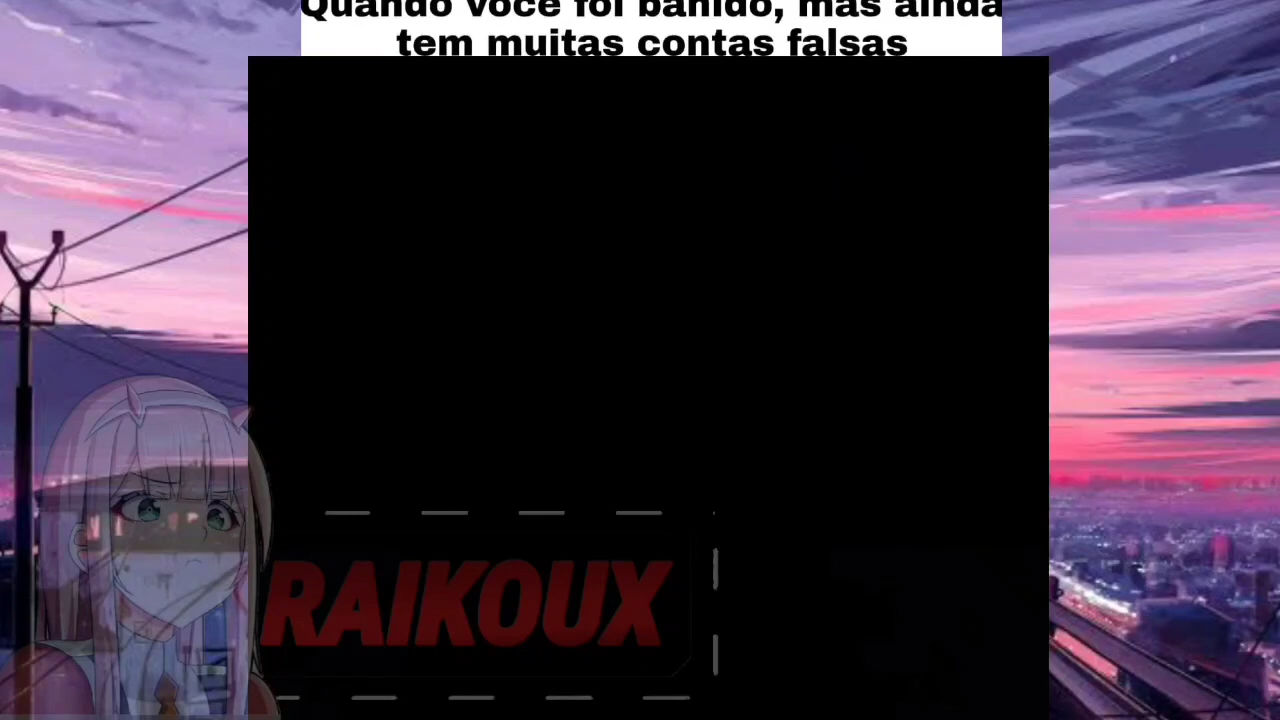 Quando você foi banido, mas ainda
tem muitas contas falsas
RAIKOUX